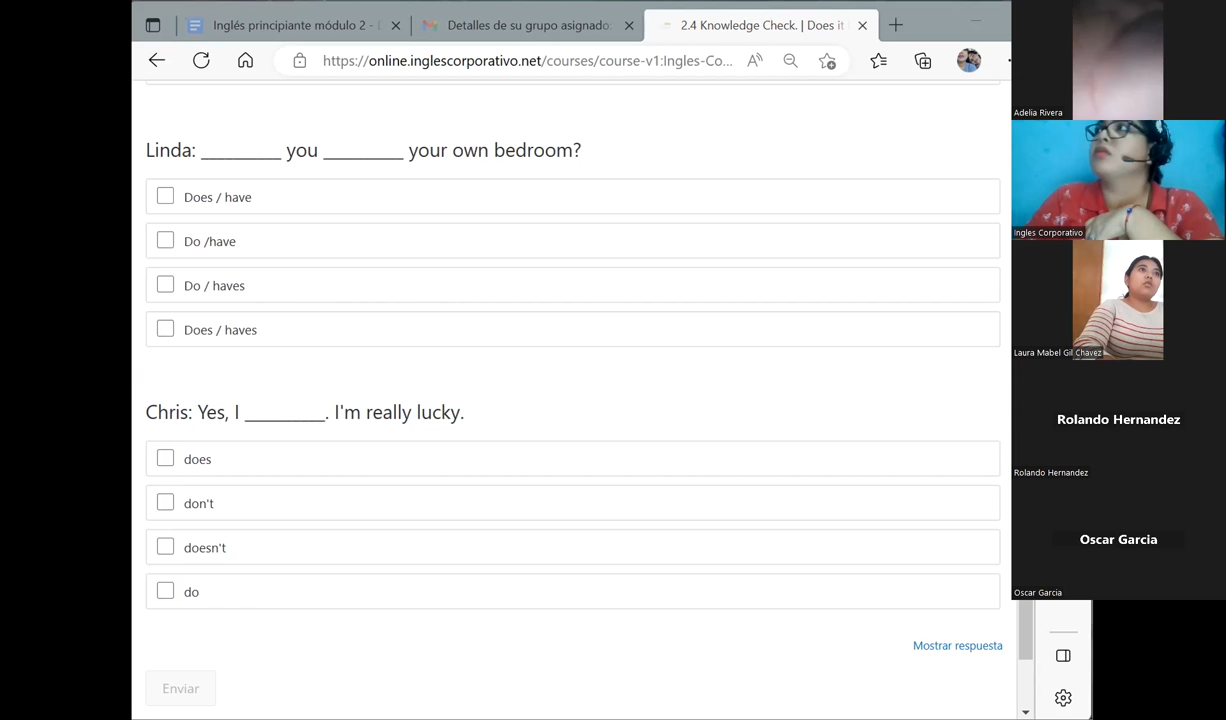 Inglés principiante módulo 2 -
Detalles de su grupo asignado:
2.4 Knowledge Check. | Does it
https://online.inglescorporativo.net/courses/course-v1:Ingles-Co...
Linda: _________ you _________ your own bedroom?
Does / have
Do /have
Do / haves
Does / haves
Chris: Yes, I _________. I'm really lucky.
does
don't
doesn't
do
Mostrar respuesta
Enviar
Adelia Rivera
Ingles Corporativo
Laura Mabel Gil Chavez
Rolando Hernandez
Rolando Hernandez
Oscar Garcia
Oscar Garcia